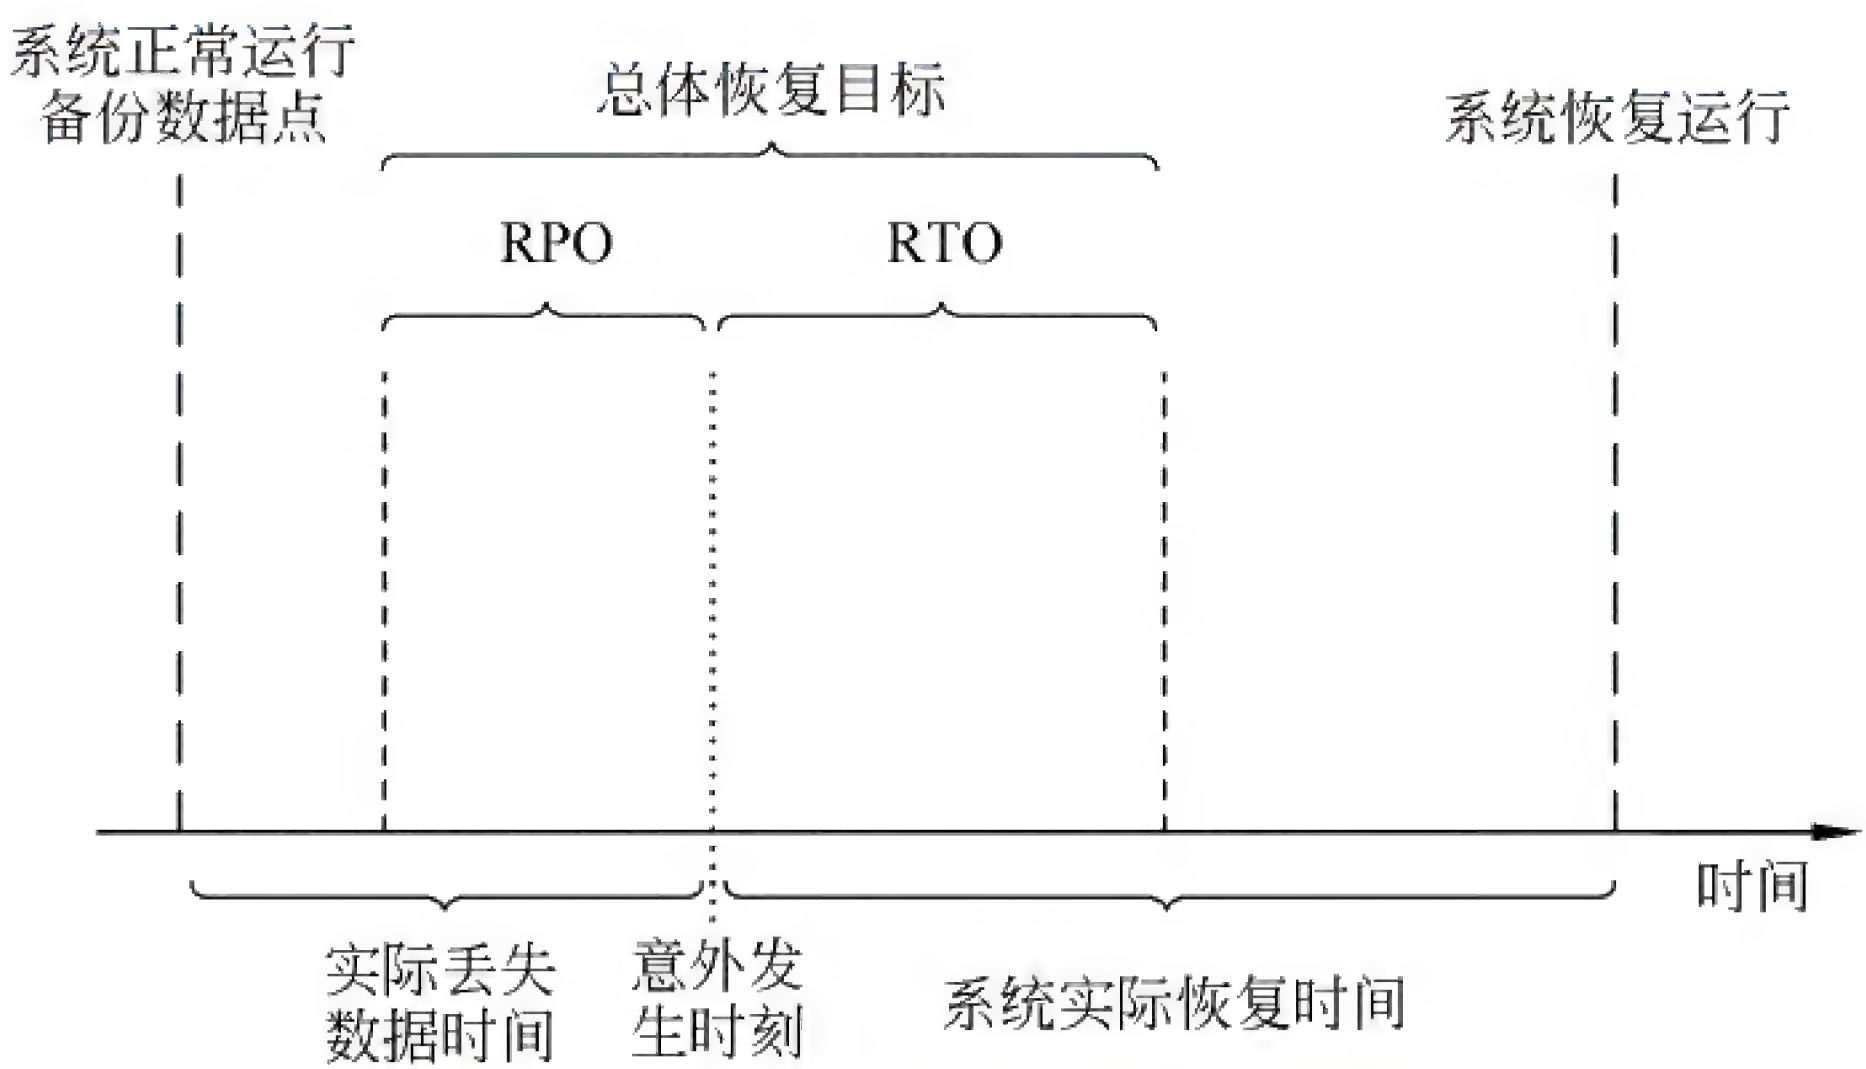 系统正常运行
备份数据点
总体恢复目标
系统恢复运行
RPO
RTO
时间
实际丢失
数据时间
意外发
生时刻
系统实际恢复时间